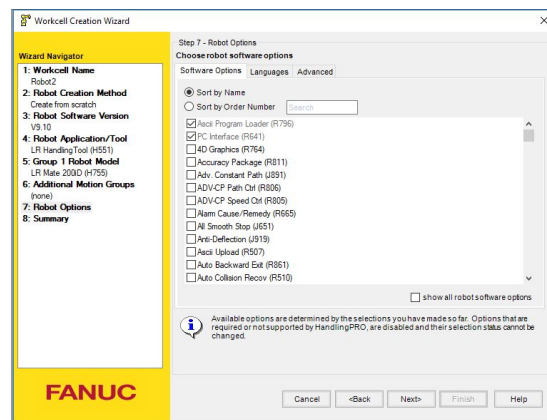 Workcell Creation Wizard
Wizard Navigator
1: Workcell Name
Robot2
2: Robot Creation Method
Create from scratch
3: Robot Software Version
V9.10
4: Robot Application/Tool
LR HandlingTool (H551)
5: Group 1 Robot Model
LR Mate 200iD (H755)
6: Additional Motion Groups
(none)
7: Robot Options
8: Summary
FANUC
Step 7 - Robot Options
Choose robot software options
Software Options Languages Advanced
Sort by Name
Sort by Order Number Search
Ascii Program Loader (R796)
PC Interface (R641)
4D Graphics (R764)
Accuracy Package (R811)
Adv. Constant Path (J891)
ADV-CP Path Ctrl (R806)
ADV-CP Speed Ctrl (R805)
Alarm Cause/Remedy (R665)
All Smooth Stop (J651)
Anti-Deflection (J919)
Ascii Upload (R507)
Auto Backward Exit (R861)
Auto Collision Recov (R510)
show all robot software options
Available options are determined by the selections you have made so far. Options that are
required or not supported by HandlingPRO, are disabled and their selection status cannot be
changed.
Cancel <Back Next> Finish Help